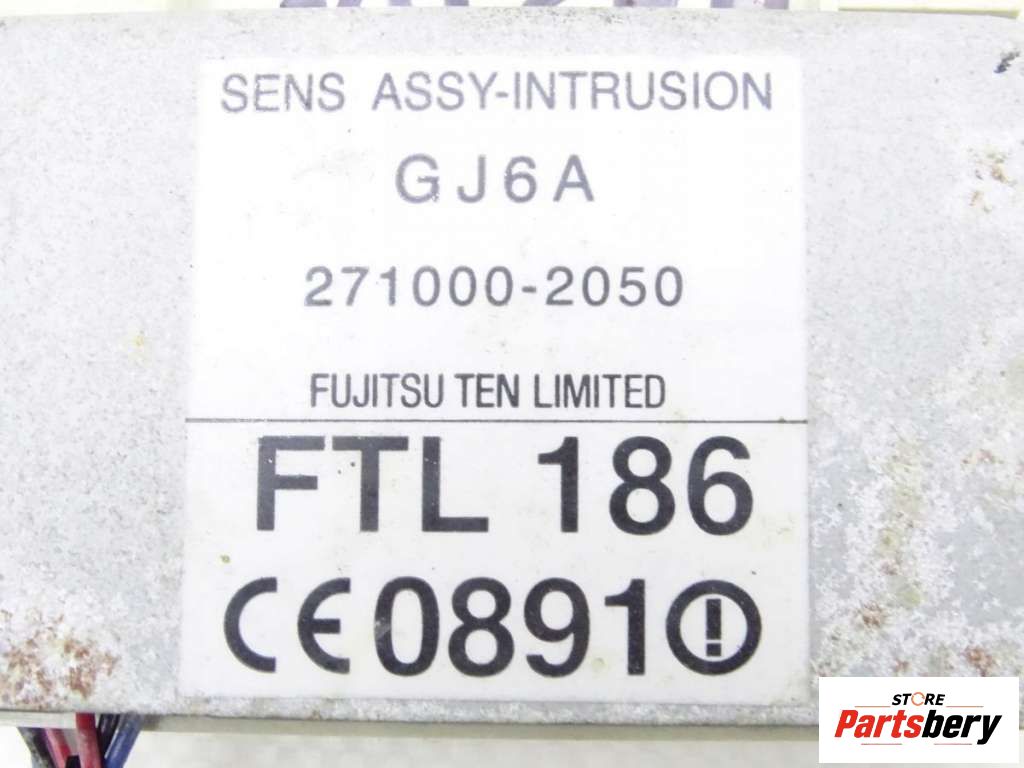 SENS ASSY-INTRUSION
GJ6A
271000-2050
FUJITSU TEN LIMITED
FTL 186
CE0891
STORE
Partsbery